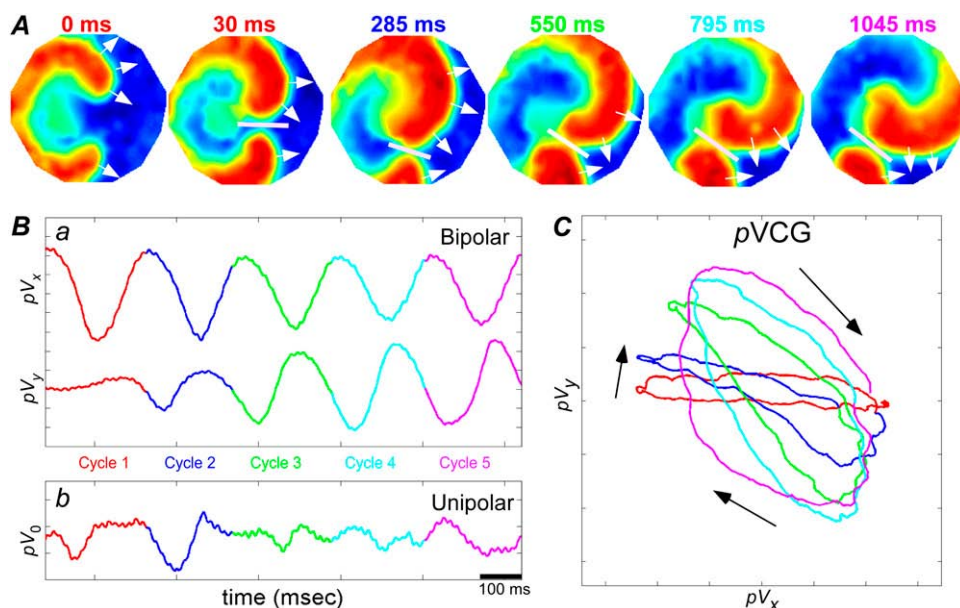 A
0 ms 30 ms 285 ms 550 ms 795 ms 1045 ms
B
a
Bipolar
pVx
pVy
Cycle 1 Cycle 2 Cycle 3 Cycle 4 Cycle 5
b
Unipolar
pV0
time (msec)
100 ms
C
pVCG
pVy
pVx